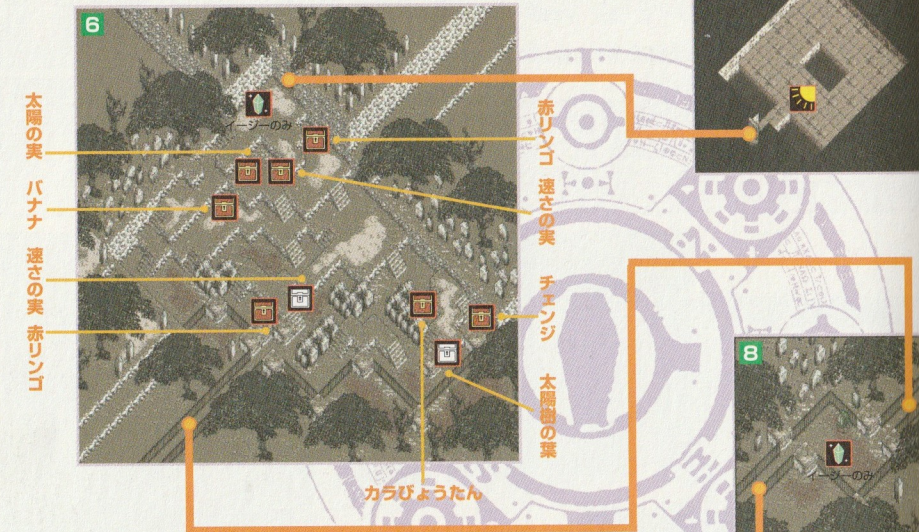 6
イージーのみ
太陽の実
バナナ
速さの実
赤リンゴ
赤リンゴ
速さの実
チェンジ
太陽樹の葉
カラびょうたん
8
イージーのみ